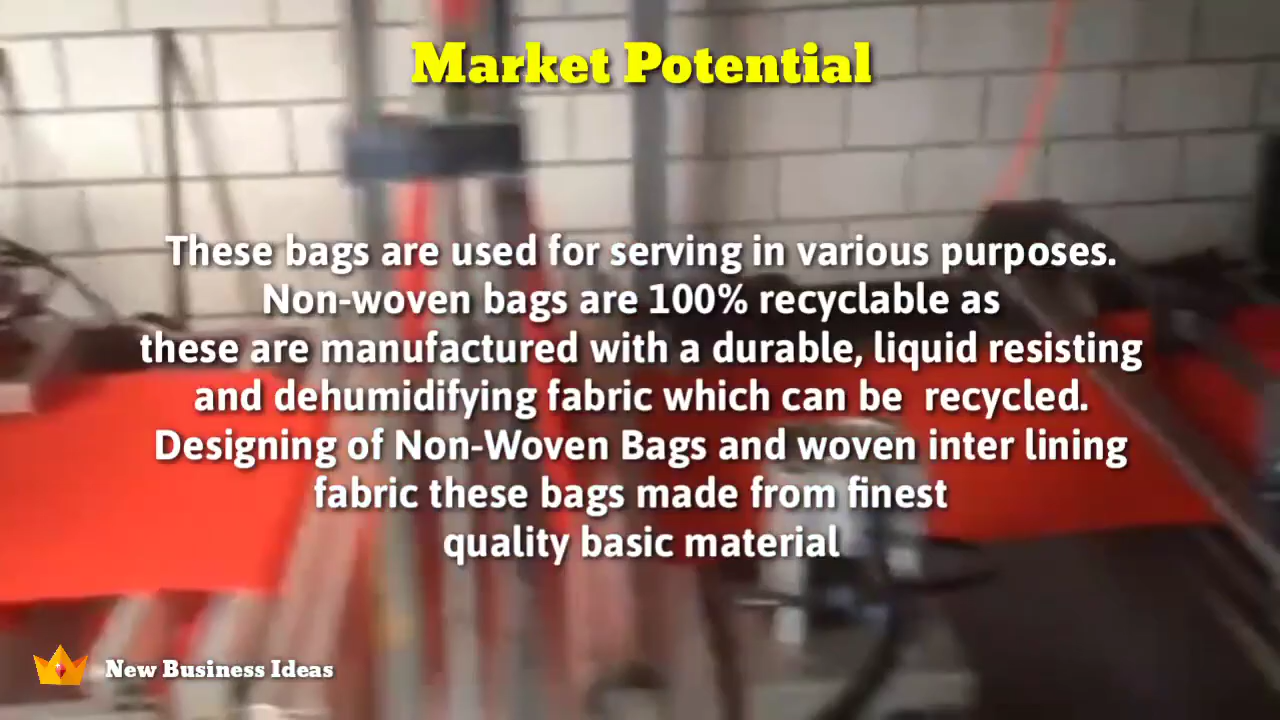 Market Potential
These bags are used for serving in various purposes.
Non-woven bags are 100% recyclable as
these are manufactured with a durable, liquid resisting
and dehumidifying fabric which can be  recycled.
Designing of Non-Woven Bags and woven inter lining
fabric these bags made from finest
quality basic material
New Business Ideas